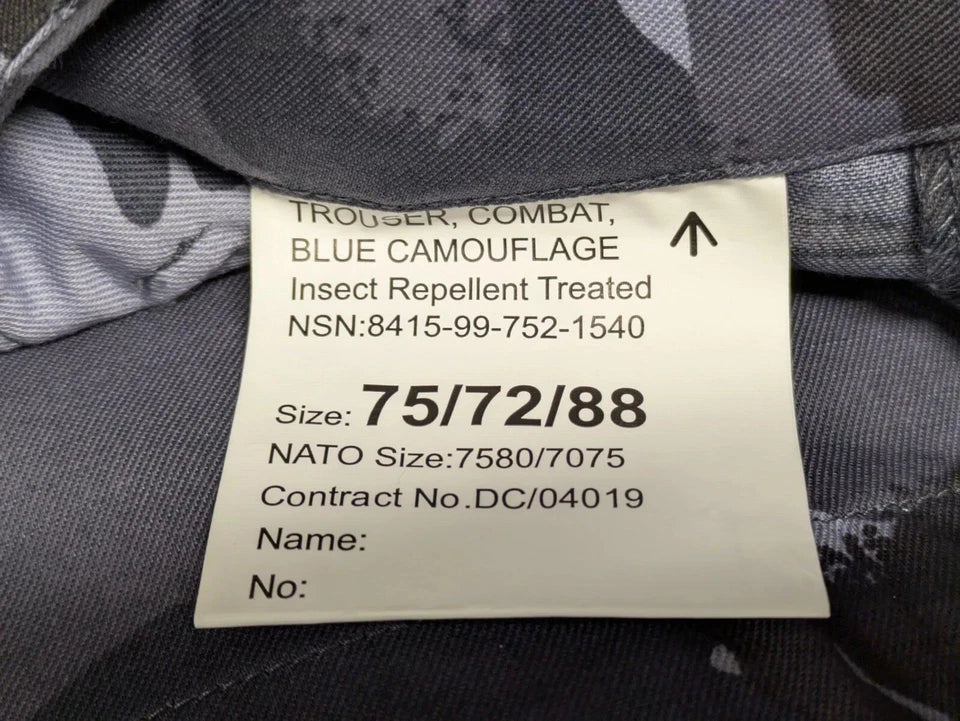 TROUSER, COMBAT,
BLUE CAMOUFLAGE
Insect Repellent Treated
NSN:8415-99-752-1540
Size: 75/72/88
NATO Size:7580/7075
Contract No.DC/04019
Name:
No: